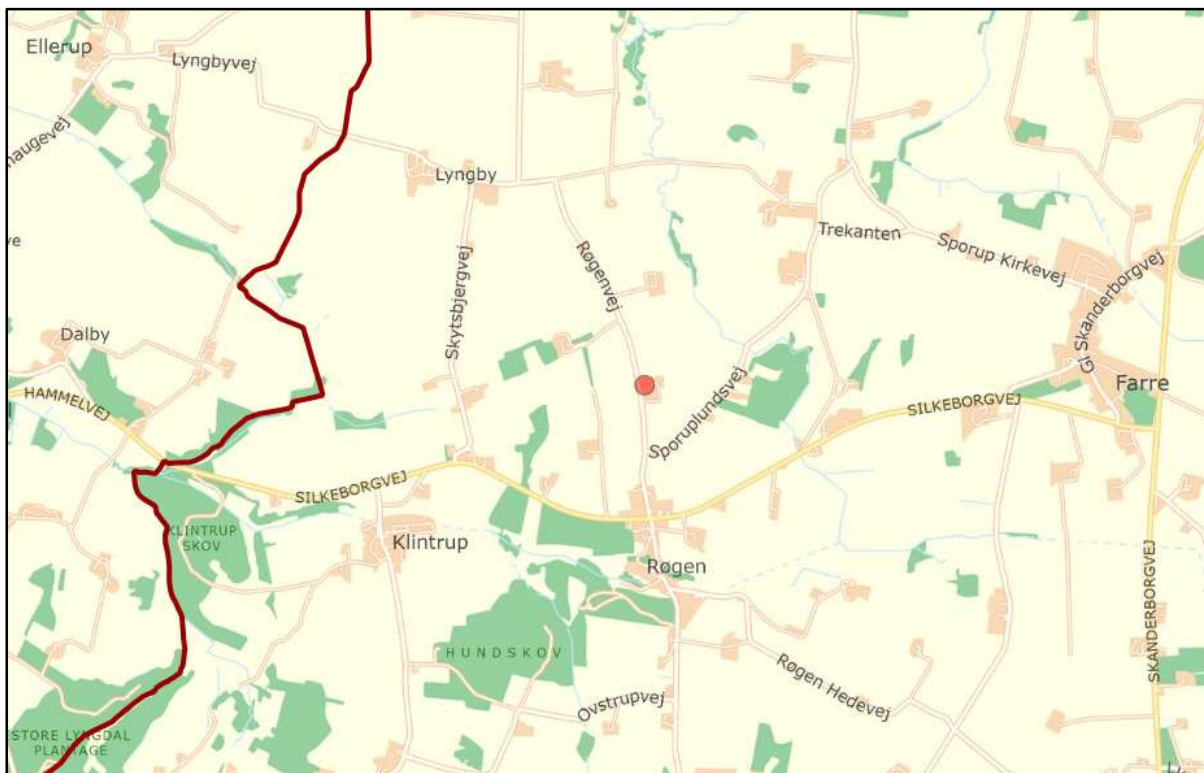 Ellerup
Lyngbyvej
haugevej
Lyngby
Røgenvej
Trekanten
Sporup Kirkevej
ve
Skytsbjergvej
Gl Skanderborgvej
Dalby
HAMMELVEJ
Sporuplundsvej
SILKEBORGVEJ
Farre
SILKEBORGVEJ
KLINTRUP
SKOV
Klintrup
Røgen
SKANDERBORGVEJ
HUNDSKOV
Røgen Hedevej
Ovstrupvej
STORE LYNGDAL
PLANTAGE